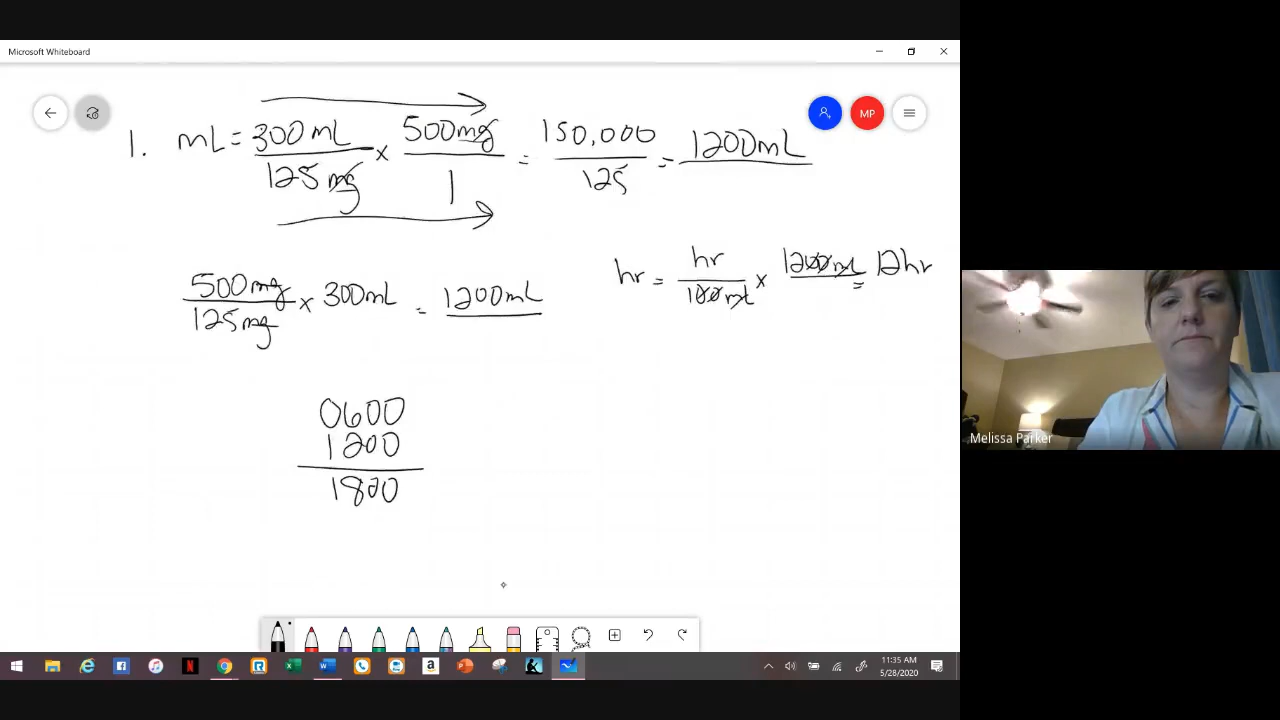 Microsoft Whiteboard
MP
1. mL = 300 mL / 125 mg x 500 mg / 1 = 150,000 / 125 = 1200 mL
hr = hr / 100 mL x 1200 mL = 12 hr
500 mg / 125 mg x 300 mL = 1200 mL
0600
1200
1800
Melissa Parker
11:35 AM
5/28/2020